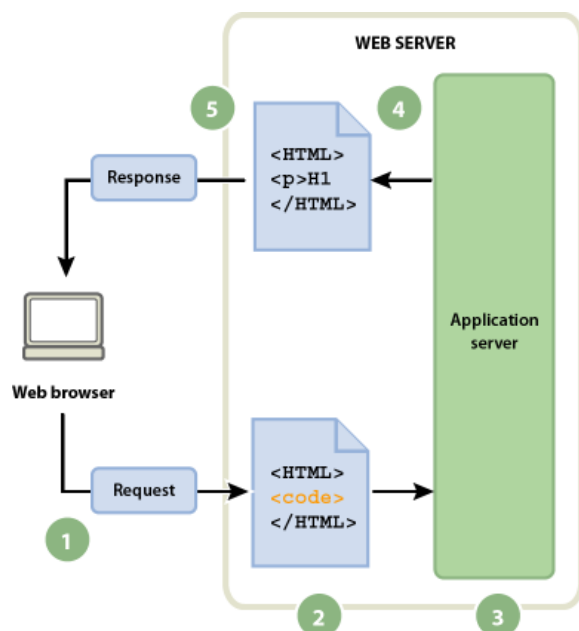 WEB SERVER
5
4
<HTML>
<p>H1
</HTML>
Response
Application
server
Web browser
<HTML>
<code>
</HTML>
Request
1
2
3